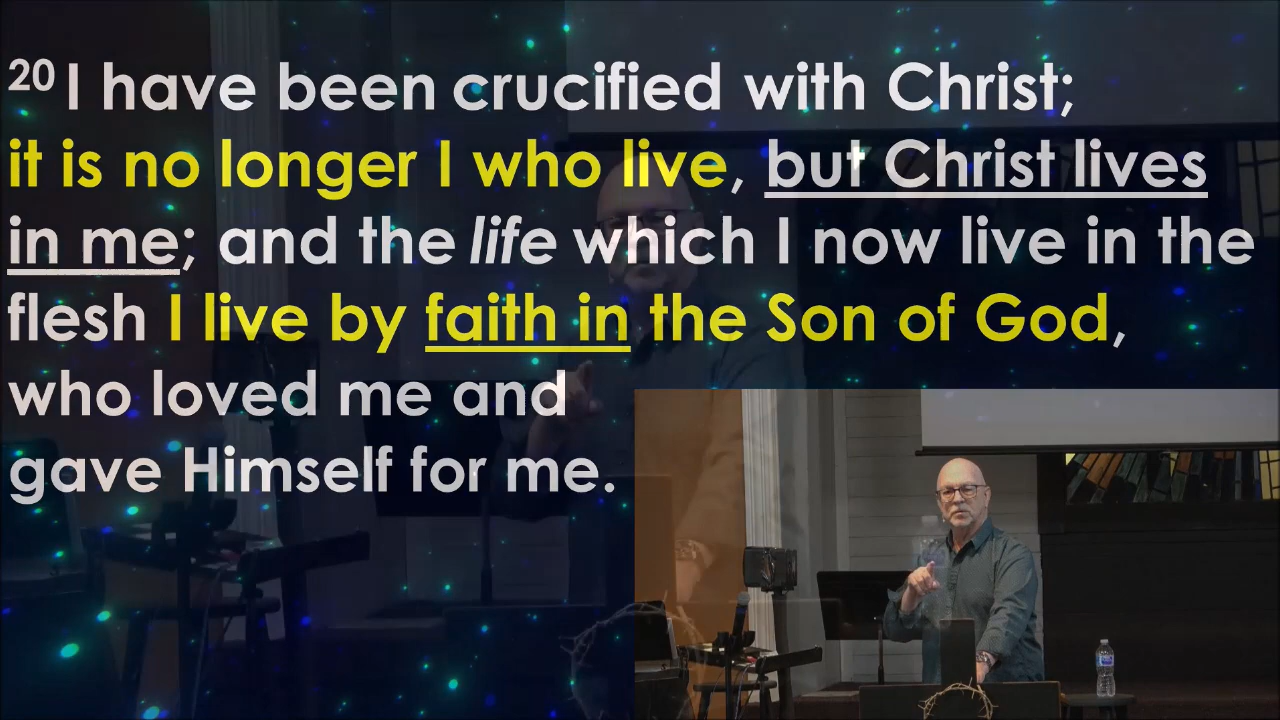 20 I have been crucified with Christ;
it is no longer I who live, but Christ lives
in me; and the life which I now live in the
flesh I live by faith in the Son of God,
who loved me and
gave Himself for me.